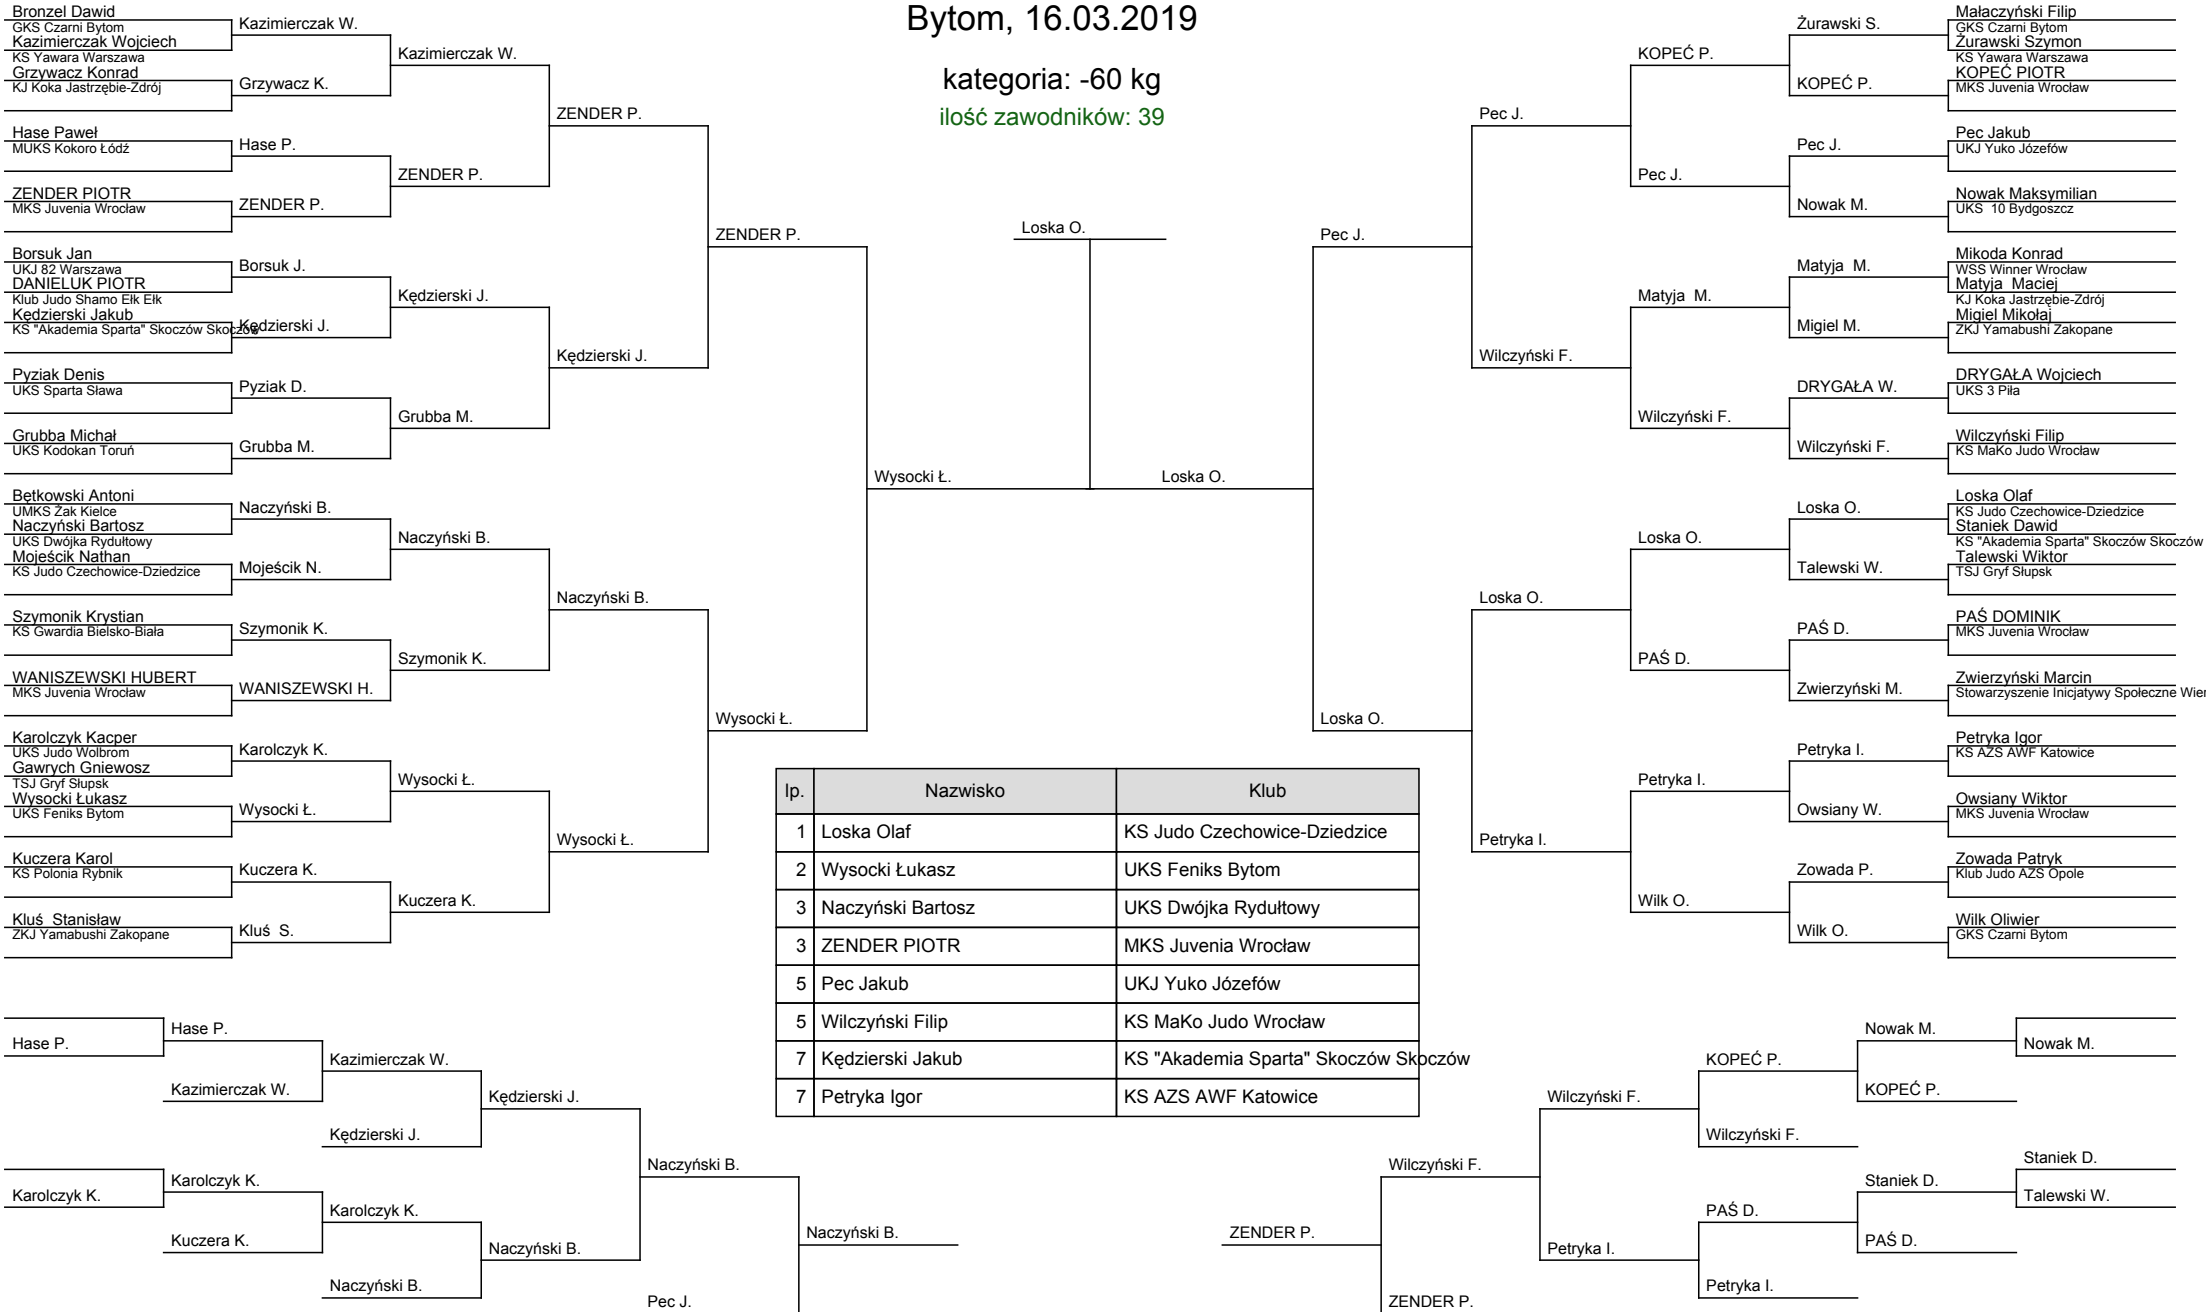 Bytom, 16.03.2019
kategoria: -60 kg
ilość zawodników: 39
Bronzel Dawid
GKS Czarni Bytom
Kazimierczak Wojciech
KS Yawara Warszawa
Grzywacz Konrad
KJ Koka Jastrzębie-Zdrój
Hase Paweł
MUKS Kokoro Łódź
ZENDER PIOTR
MKS Juvenia Wrocław
Borsuk Jan
UKJ 82 Warszawa
DANIELUK PIOTR
Klub Judo Shamo Ełk Ełk
Kędzierski Jakub
KS "Akademia Sparta" Skoczów Skoczów
Pyziak Denis
UKS Sparta Sława
Grubba Michał
UKS Kodokan Toruń
Bętkowski Antoni
UMKS Żak Kielce
Naczyński Bartosz
UKS Dwójka Rydułtowy
Mojeścik Nathan
KS Judo Czechowice-Dziedzice
Szymonik Krystian
KS Gwardia Bielsko-Biała
WANISZEWSKI HUBERT
MKS Juvenia Wrocław
Karolczyk Kacper
UKS Judo Wolbrom
Gawrych Gniewosz
TSJ Gryf Słupsk
Wysocki Łukasz
UKS Feniks Bytom
Kuczera Karol
KS Polonia Rybnik
Kluś  Stanisław
ZKJ Yamabushi Zakopane
Kazimierczak W.
Grzywacz K.
Hase P.
ZENDER P.
Borsuk J.
Kędzierski J.
Pyziak D.
Grubba M.
Naczyński B.
Mojeścik N.
Szymonik K.
WANISZEWSKI H.
Karolczyk K.
Wysocki Ł.
Kuczera K.
Kluś  S.
Kazimierczak W.
ZENDER P.
Kędzierski J.
Grubba M.
Naczyński B.
Szymonik K.
Wysocki Ł.
Kuczera K.
ZENDER P.
Kędzierski J.
Naczyński B.
Wysocki Ł.
ZENDER P.
Wysocki Ł.
Wysocki Ł.
Loska O.
Loska O.
Pec J.
Loska O.
Pec J.
Wilczyński F.
Loska O.
Petryka I.
KOPEĆ P.
Pec J.
Matyja  M.
Wilczyński F.
Loska O.
PAŚ D.
Petryka I.
Wilk O.
Żurawski S.
KOPEĆ P.
Pec J.
Nowak M.
Matyja  M.
Migiel M.
DRYGAŁA W.
Wilczyński F.
Loska O.
Talewski W.
PAŚ D.
Zwierzyński M.
Petryka I.
Owsiany W.
Zowada P.
Wilk O.
Małaczyński Filip
GKS Czarni Bytom
Żurawski Szymon
KS Yawara Warszawa
KOPEĆ PIOTR
MKS Juvenia Wrocław
Pec Jakub
UKJ Yuko Józefów
Nowak Maksymilian
UKS  10 Bydgoszcz
Mikoda Konrad
WSS Winner Wrocław
Matyja  Maciej
KJ Koka Jastrzębie-Zdrój
Migiel Mikołaj
ZKJ Yamabushi Zakopane
DRYGAŁA Wojciech
UKS 3 Piła
Wilczyński Filip
KS MaKo Judo Wrocław
Loska Olaf
KS Judo Czechowice-Dziedzice
Staniek Dawid
KS "Akademia Sparta" Skoczów Skoczów
Talewski Wiktor
TSJ Gryf Słupsk
PAŚ DOMINIK
MKS Juvenia Wrocław
Zwierzyński Marcin
Stowarzyszenie Inicjatywy Społeczne Wier
Petryka Igor
KS AZS AWF Katowice
Owsiany Wiktor
MKS Juvenia Wrocław
Zowada Patryk
Klub Judo AZS Opole
Wilk Oliwier
GKS Czarni Bytom
lp. Nazwisko Klub
1 Loska Olaf KS Judo Czechowice-Dziedzice
2 Wysocki Łukasz UKS Feniks Bytom
3 Naczyński Bartosz UKS Dwójka Rydułtowy
3 ZENDER PIOTR MKS Juvenia Wrocław
5 Pec Jakub UKJ Yuko Józefów
5 Wilczyński Filip KS MaKo Judo Wrocław
7 Kędzierski Jakub KS "Akademia Sparta" Skoczów Skoczów
7 Petryka Igor KS AZS AWF Katowice
Hase P.
Karolczyk K.
Hase P.
Kazimierczak W.
Karolczyk K.
Kuczera K.
Kazimierczak W.
Kędzierski J.
Karolczyk K.
Naczyński B.
Kędzierski J.
Naczyński B.
Naczyński B.
Pec J.
Naczyński B.
ZENDER P.
Wilczyński F.
ZENDER P.
Wilczyński F.
Petryka I.
KOPEĆ P.
Wilczyński F.
PAŚ D.
Petryka I.
Nowak M.
KOPEĆ P.
Staniek D.
PAŚ D.
Nowak M.
Staniek D.
Talewski W.